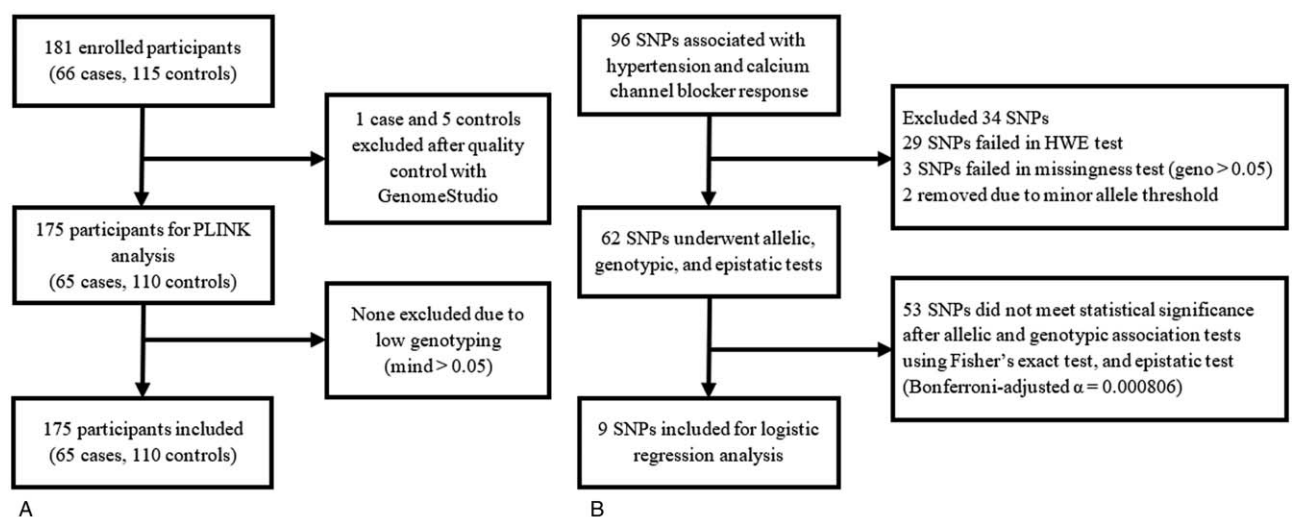 181 enrolled participants
(66 cases, 115 controls)
1 case and 5 controls
excluded after quality
control with
GenomeStudio
175 participants for PLINK
analysis
(65 cases, 110 controls)
None excluded due to
low genotyping
(mind > 0.05)
175 participants included
(65 cases, 110 controls)
A
96 SNPs associated with
hypertension and calcium
channel blocker response
Excluded 34 SNPs
29 SNPs failed in HWE test
3 SNPs failed in missingness test (geno > 0.05)
2 removed due to minor allele threshold
62 SNPs underwent allelic,
genotypic, and epistatic tests
53 SNPs did not meet statistical significance
after allelic and genotypic association tests
using Fisher's exact test, and epistatic test
(Bonferroni-adjusted α = 0.000806)
9 SNPs included for logistic
regression analysis
B